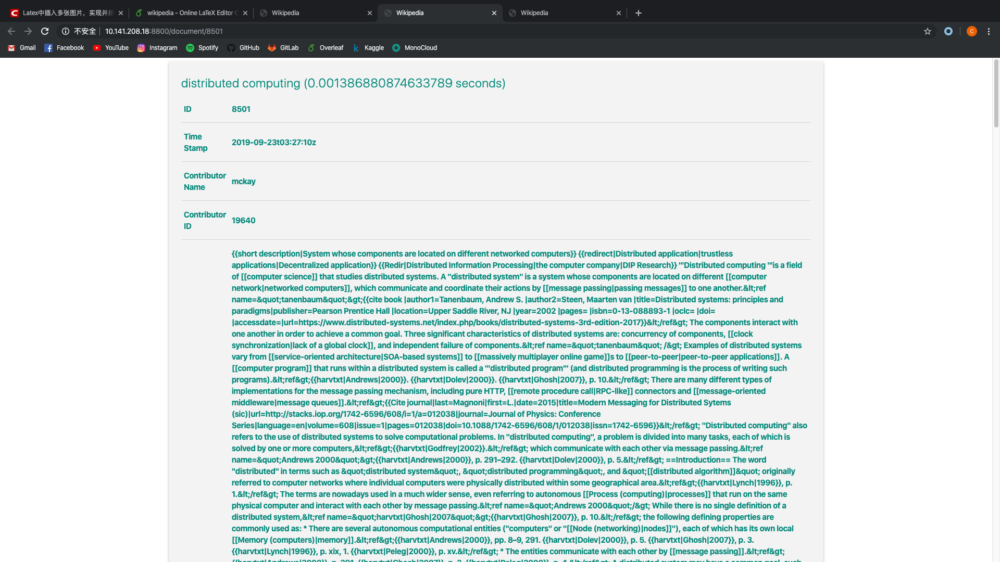 Latex中插入多张图片，实现并排
wikipedia - Online LaTeX Editor
Wikipedia
Wikipedia
Wikipedia
不安全
10.141.208.18:8800/document/8501
Gmail
Facebook
YouTube
Instagram
Spotify
GitHub
GitLab
Overleaf
Kaggle
MonoCloud
distributed computing (0.001386880874633789 seconds)
ID 8501
Time
Stamp
2019-09-23t03:27:10z
Contributor
Name
mckay
Contributor
ID
19640
{{short description|System whose components are located on different networked computers}} {{redirect|Distributed application|trustless
applications|Decentralized application}} {{Redir|Distributed Information Processing|the computer company|DIP Research}} '''Distributed computing '''is a field
of [[computer science]] that studies distributed systems. A ''distributed system'' is a system whose components are located on different [[computer
network|networked computers]], which communicate and coordinate their actions by [[message passing|passing messages]] to one another.&lt;ref
name=&quot;tanenbaum&quot;&gt;{{cite book |author1=Tanenbaum, Andrew S. |author2=Steen, Maarten van |title=Distributed systems: principles and
paradigms|publisher=Pearson Prentice Hall |location=Upper Saddle River, NJ |year=2002 |pages= |isbn=0-13-088893-1 |oclc= |doi=
|accessdate=|url=https://www.distributed-systems.net/index.php/books/distributed-systems-3rd-edition-2017}}&lt;/ref&gt; The components interact with
one another in order to achieve a common goal. Three significant characteristics of distributed systems are: concurrency of components, [[clock
synchronization|lack of a global clock]], and independent failure of components.&lt;ref name=&quot;tanenbaum&quot; /&gt; Examples of distributed systems
vary from [[service-oriented architecture|SOA-based systems]] to [[massively multiplayer online game]]s to [[peer-to-peer|peer-to-peer applications]]. A
[[computer program]] that runs within a distributed system is called a '''distributed program''' (and distributed programming is the process of writing such
programs).&lt;ref&gt;{{harvtxt|Andrews|2000}}. {{harvtxt|Dolev|2000}}. {{harvtxt|Ghosh|2007}}, p. 10.&lt;/ref&gt; There are many different types of
implementations for the message passing mechanism, including pure HTTP, [[remote procedure call|RPC-like]] connectors and [[message-oriented
middleware|message queues]].&lt;ref&gt;{{Cite journal|last=Magnoni|first=L.|date=2015|title=Modern Messaging for Distributed Sytems
(sic)|url=http://stacks.iop.org/1742-6596/608/i=1/a=012038|journal=Journal of Physics: Conference
Series|language=en|volume=608|issue=1|pages=012038|doi=10.1088/1742-6596/608/1/012038|issn=1742-6596}}&lt;/ref&gt; ''Distributed computing'' also
refers to the use of distributed systems to solve computational problems. In ''distributed computing'', a problem is divided into many tasks, each of which is
solved by one or more computers,&lt;ref&gt;{{harvtxt|Godfrey|2002}}.&lt;/ref&gt; which communicate with each other via message passing.&lt;ref
name=&quot;Andrews 2000&quot;&gt;{{harvtxt|Andrews|2000}}, p. 291–292. {{harvtxt|Dolev|2000}}, p. 5.&lt;/ref&gt; ==Introduction== The word
''distributed'' in terms such as &quot;distributed system&quot;, &quot;distributed programming&quot;, and &quot;[[distributed algorithm]]&quot; originally
referred to computer networks where individual computers were physically distributed within some geographical area.&lt;ref&gt;{{harvtxt|Lynch|1996}}, p.
1.&lt;/ref&gt; The terms are nowadays used in a much wider sense, even referring to autonomous [[Process (computing)|processes]] that run on the same
physical computer and interact with each other by message passing.&lt;ref name=&quot;Andrews 2000&quot;/&gt; While there is no single definition of a
distributed system,&lt;ref name=&quot;harvtxt|Ghosh|2007&quot;&gt;{{harvtxt|Ghosh|2007}}, p. 10.&lt;/ref&gt; the following defining properties are
commonly used as: * There are several autonomous computational entities (''computers'' or ''[[Node (networking)|nodes]]''), each of which has its own local
[[Memory (computers)|memory]].&lt;ref&gt;{{harvtxt|Andrews|2000}}, pp. 8–9, 291. {{harvtxt|Dolev|2000}}, p. 5. {{harvtxt|Ghosh|2007}}, p. 3.
{{harvtxt|Lynch|1996}}, p. xix, 1. {{harvtxt|Peleg|2000}}, p. xv.&lt;/ref&gt; * The entities communicate with each other by [[message passing]].&lt;ref&gt;
{{harvtxt|Andrews|2000}}, p. 291. {{harvtxt|Ghosh|2007}}, p. 3. {{harvtxt|Peleg|2000}}, p. 4.&lt;/ref&gt; A distributed system may have a common goal, such